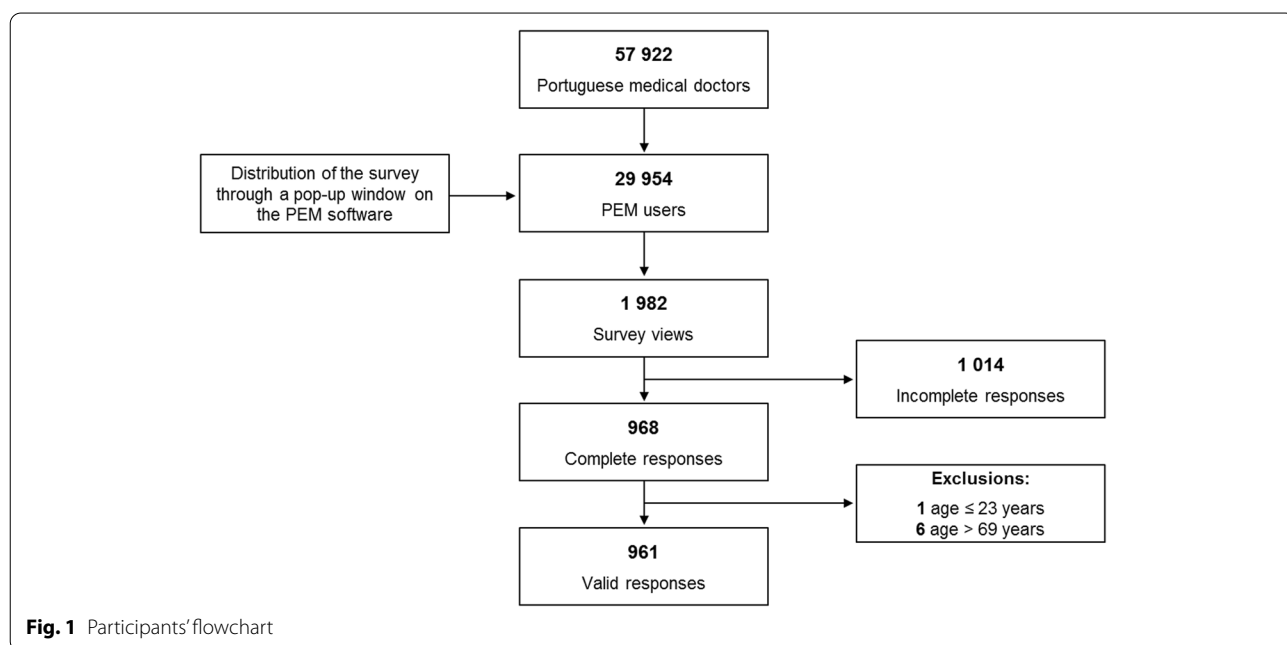 57 922
Portuguese medical doctors
Distribution of the survey
through a pop-up window on
the PEM software
29 954
PEM users
1 982
Survey views
1 014
Incomplete responses
968
Complete responses
Exclusions:
1 age ≤ 23 years
6 age > 69 years
961
Valid responses
Fig. 1 Participants' flowchart